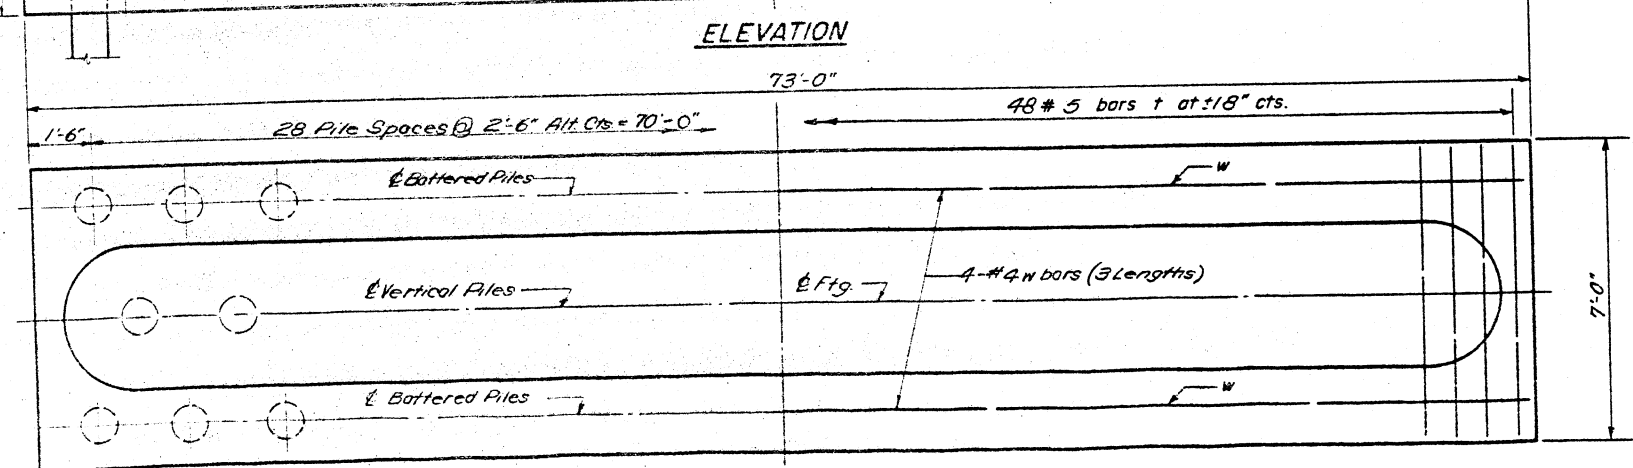 ELEVATION
73'-0"
48 # 5 bars t at ±18" cts.
1'-6"
28 Pile Spaces @ 2'-6" Alt. Cts = 70'-0"
℄ Battered Piles
w
℄ Vertical Piles
℄ Ftg.
4-#4 w bars (3 Lengths)
7'-0"
℄ Battered Piles
w